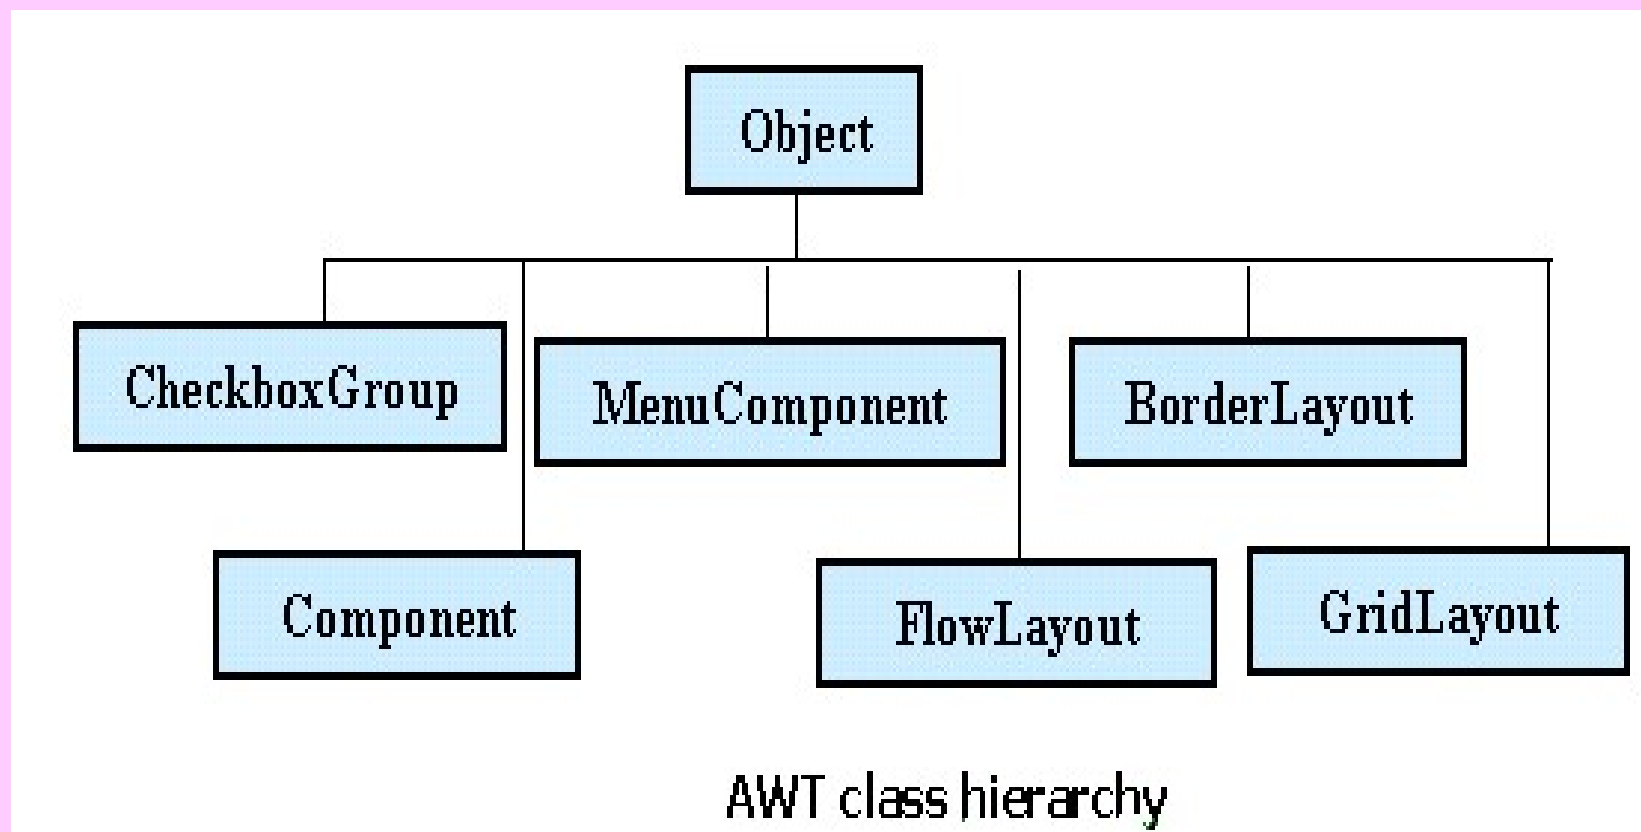 Object
CheckboxGroup
MenuComponent
BorderLayout
Component
FlowLayout
GridLayout
AWT class hierarchy